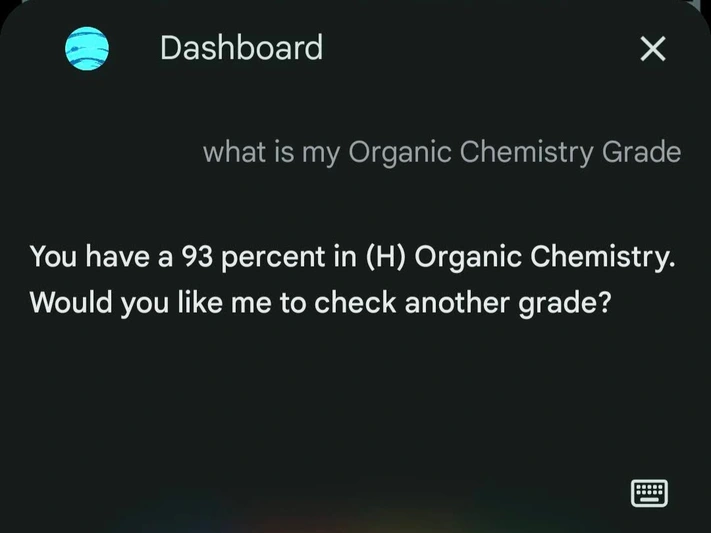 Dashboard
what is my Organic Chemistry Grade
You have a 93 percent in (H) Organic Chemistry.
Would you like me to check another grade?